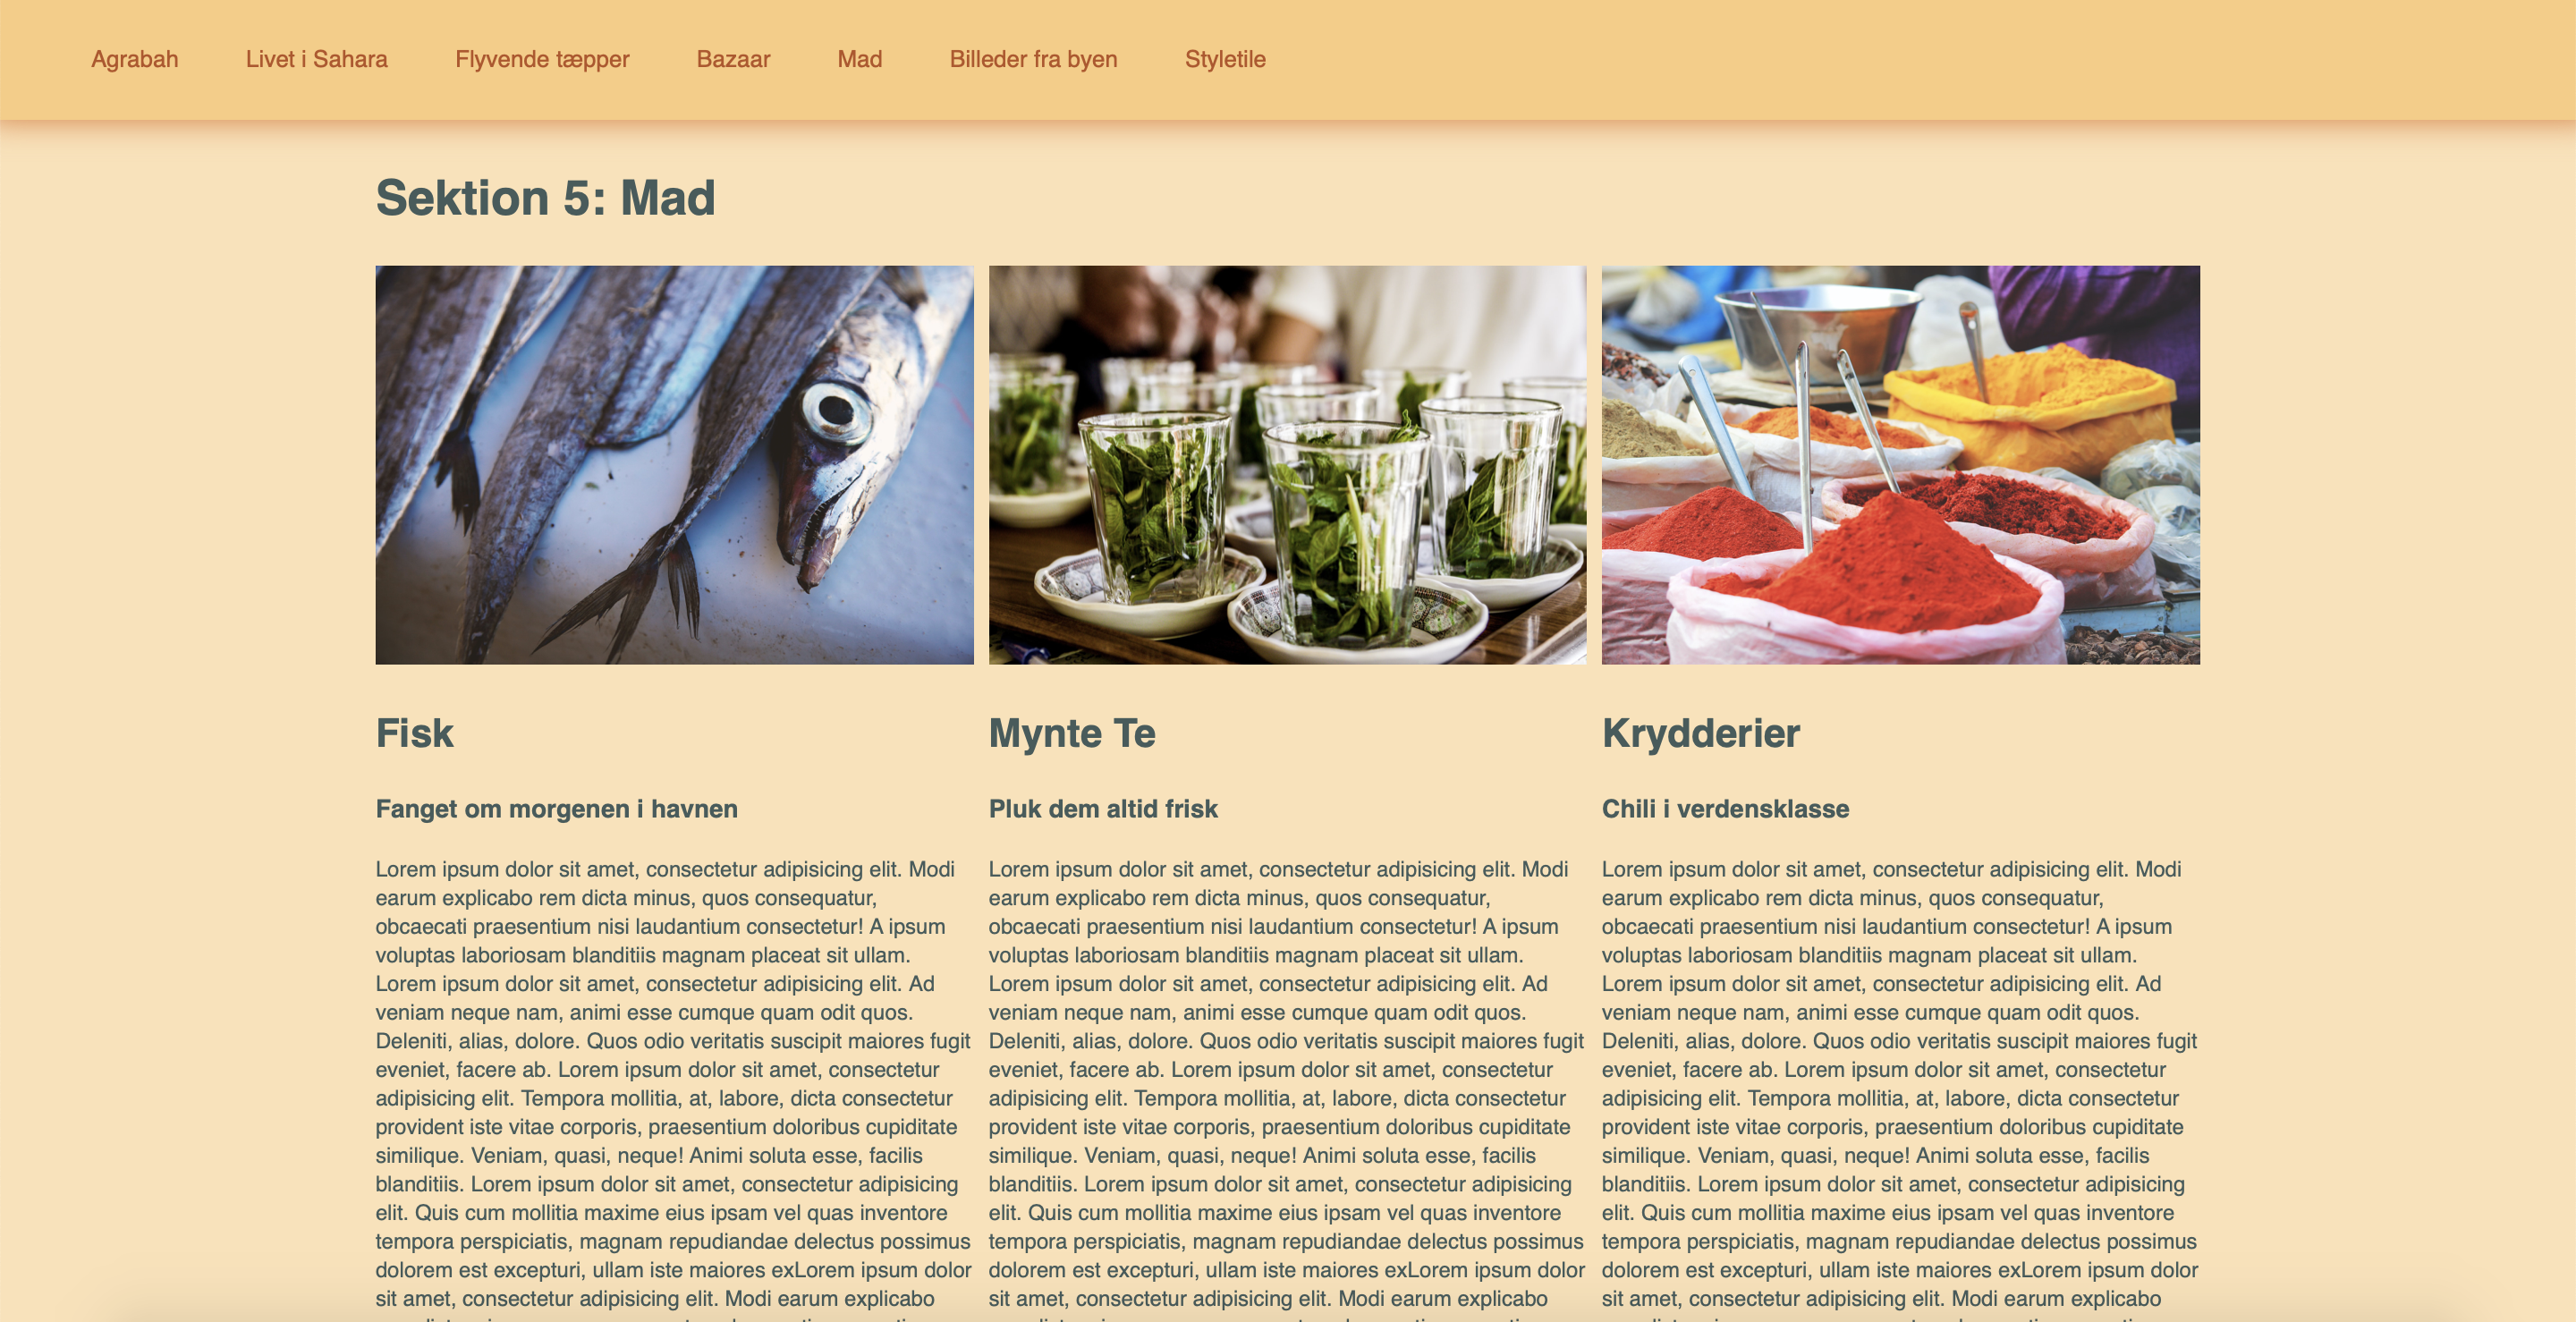 Agrabah Livet i Sahara Flyvende tæpper Bazaar Mad Billeder fra byen Styletile
Sektion 5: Mad
Fisk
Fanget om morgenen i havnen
Lorem ipsum dolor sit amet, consectetur adipisicing elit. Modi
earum explicabo rem dicta minus, quos consequatur,
obcaecati praesentium nisi laudantium consectetur! A ipsum
voluptas laboriosam blanditiis magnam placeat sit ullam.
Lorem ipsum dolor sit amet, consectetur adipisicing elit. Ad
veniam neque nam, animi esse cumque quam odit quos.
Deleniti, alias, dolore. Quos odio veritatis suscipit maiores fugit
eveniet, facere ab. Lorem ipsum dolor sit amet, consectetur
adipisicing elit. Tempora mollitia, at, labore, dicta consectetur
provident iste vitae corporis, praesentium doloribus cupiditate
similique. Veniam, quasi, neque! Animi soluta esse, facilis
blanditiis. Lorem ipsum dolor sit amet, consectetur adipisicing
elit. Quis cum mollitia maxime eius ipsam vel quas inventore
tempora perspiciatis, magnam repudiandae delectus possimus
dolorem est excepturi, ullam iste maiores exLorem ipsum dolor
sit amet, consectetur adipisicing elit. Modi earum explicabo
Mynte Te
Pluk dem altid frisk
Lorem ipsum dolor sit amet, consectetur adipisicing elit. Modi
earum explicabo rem dicta minus, quos consequatur,
obcaecati praesentium nisi laudantium consectetur! A ipsum
voluptas laboriosam blanditiis magnam placeat sit ullam.
Lorem ipsum dolor sit amet, consectetur adipisicing elit. Ad
veniam neque nam, animi esse cumque quam odit quos.
Deleniti, alias, dolore. Quos odio veritatis suscipit maiores fugit
eveniet, facere ab. Lorem ipsum dolor sit amet, consectetur
adipisicing elit. Tempora mollitia, at, labore, dicta consectetur
provident iste vitae corporis, praesentium doloribus cupiditate
similique. Veniam, quasi, neque! Animi soluta esse, facilis
blanditiis. Lorem ipsum dolor sit amet, consectetur adipisicing
elit. Quis cum mollitia maxime eius ipsam vel quas inventore
tempora perspiciatis, magnam repudiandae delectus possimus
dolorem est excepturi, ullam iste maiores exLorem ipsum dolor
sit amet, consectetur adipisicing elit. Modi earum explicabo
Krydderier
Chili i verdensklasse
Lorem ipsum dolor sit amet, consectetur adipisicing elit. Modi
earum explicabo rem dicta minus, quos consequatur,
obcaecati praesentium nisi laudantium consectetur! A ipsum
voluptas laboriosam blanditiis magnam placeat sit ullam.
Lorem ipsum dolor sit amet, consectetur adipisicing elit. Ad
veniam neque nam, animi esse cumque quam odit quos.
Deleniti, alias, dolore. Quos odio veritatis suscipit maiores fugit
eveniet, facere ab. Lorem ipsum dolor sit amet, consectetur
adipisicing elit. Tempora mollitia, at, labore, dicta consectetur
provident iste vitae corporis, praesentium doloribus cupiditate
similique. Veniam, quasi, neque! Animi soluta esse, facilis
blanditiis. Lorem ipsum dolor sit amet, consectetur adipisicing
elit. Quis cum mollitia maxime eius ipsam vel quas inventore
tempora perspiciatis, magnam repudiandae delectus possimus
dolorem est excepturi, ullam iste maiores exLorem ipsum dolor
sit amet, consectetur adipisicing elit. Modi earum explicabo